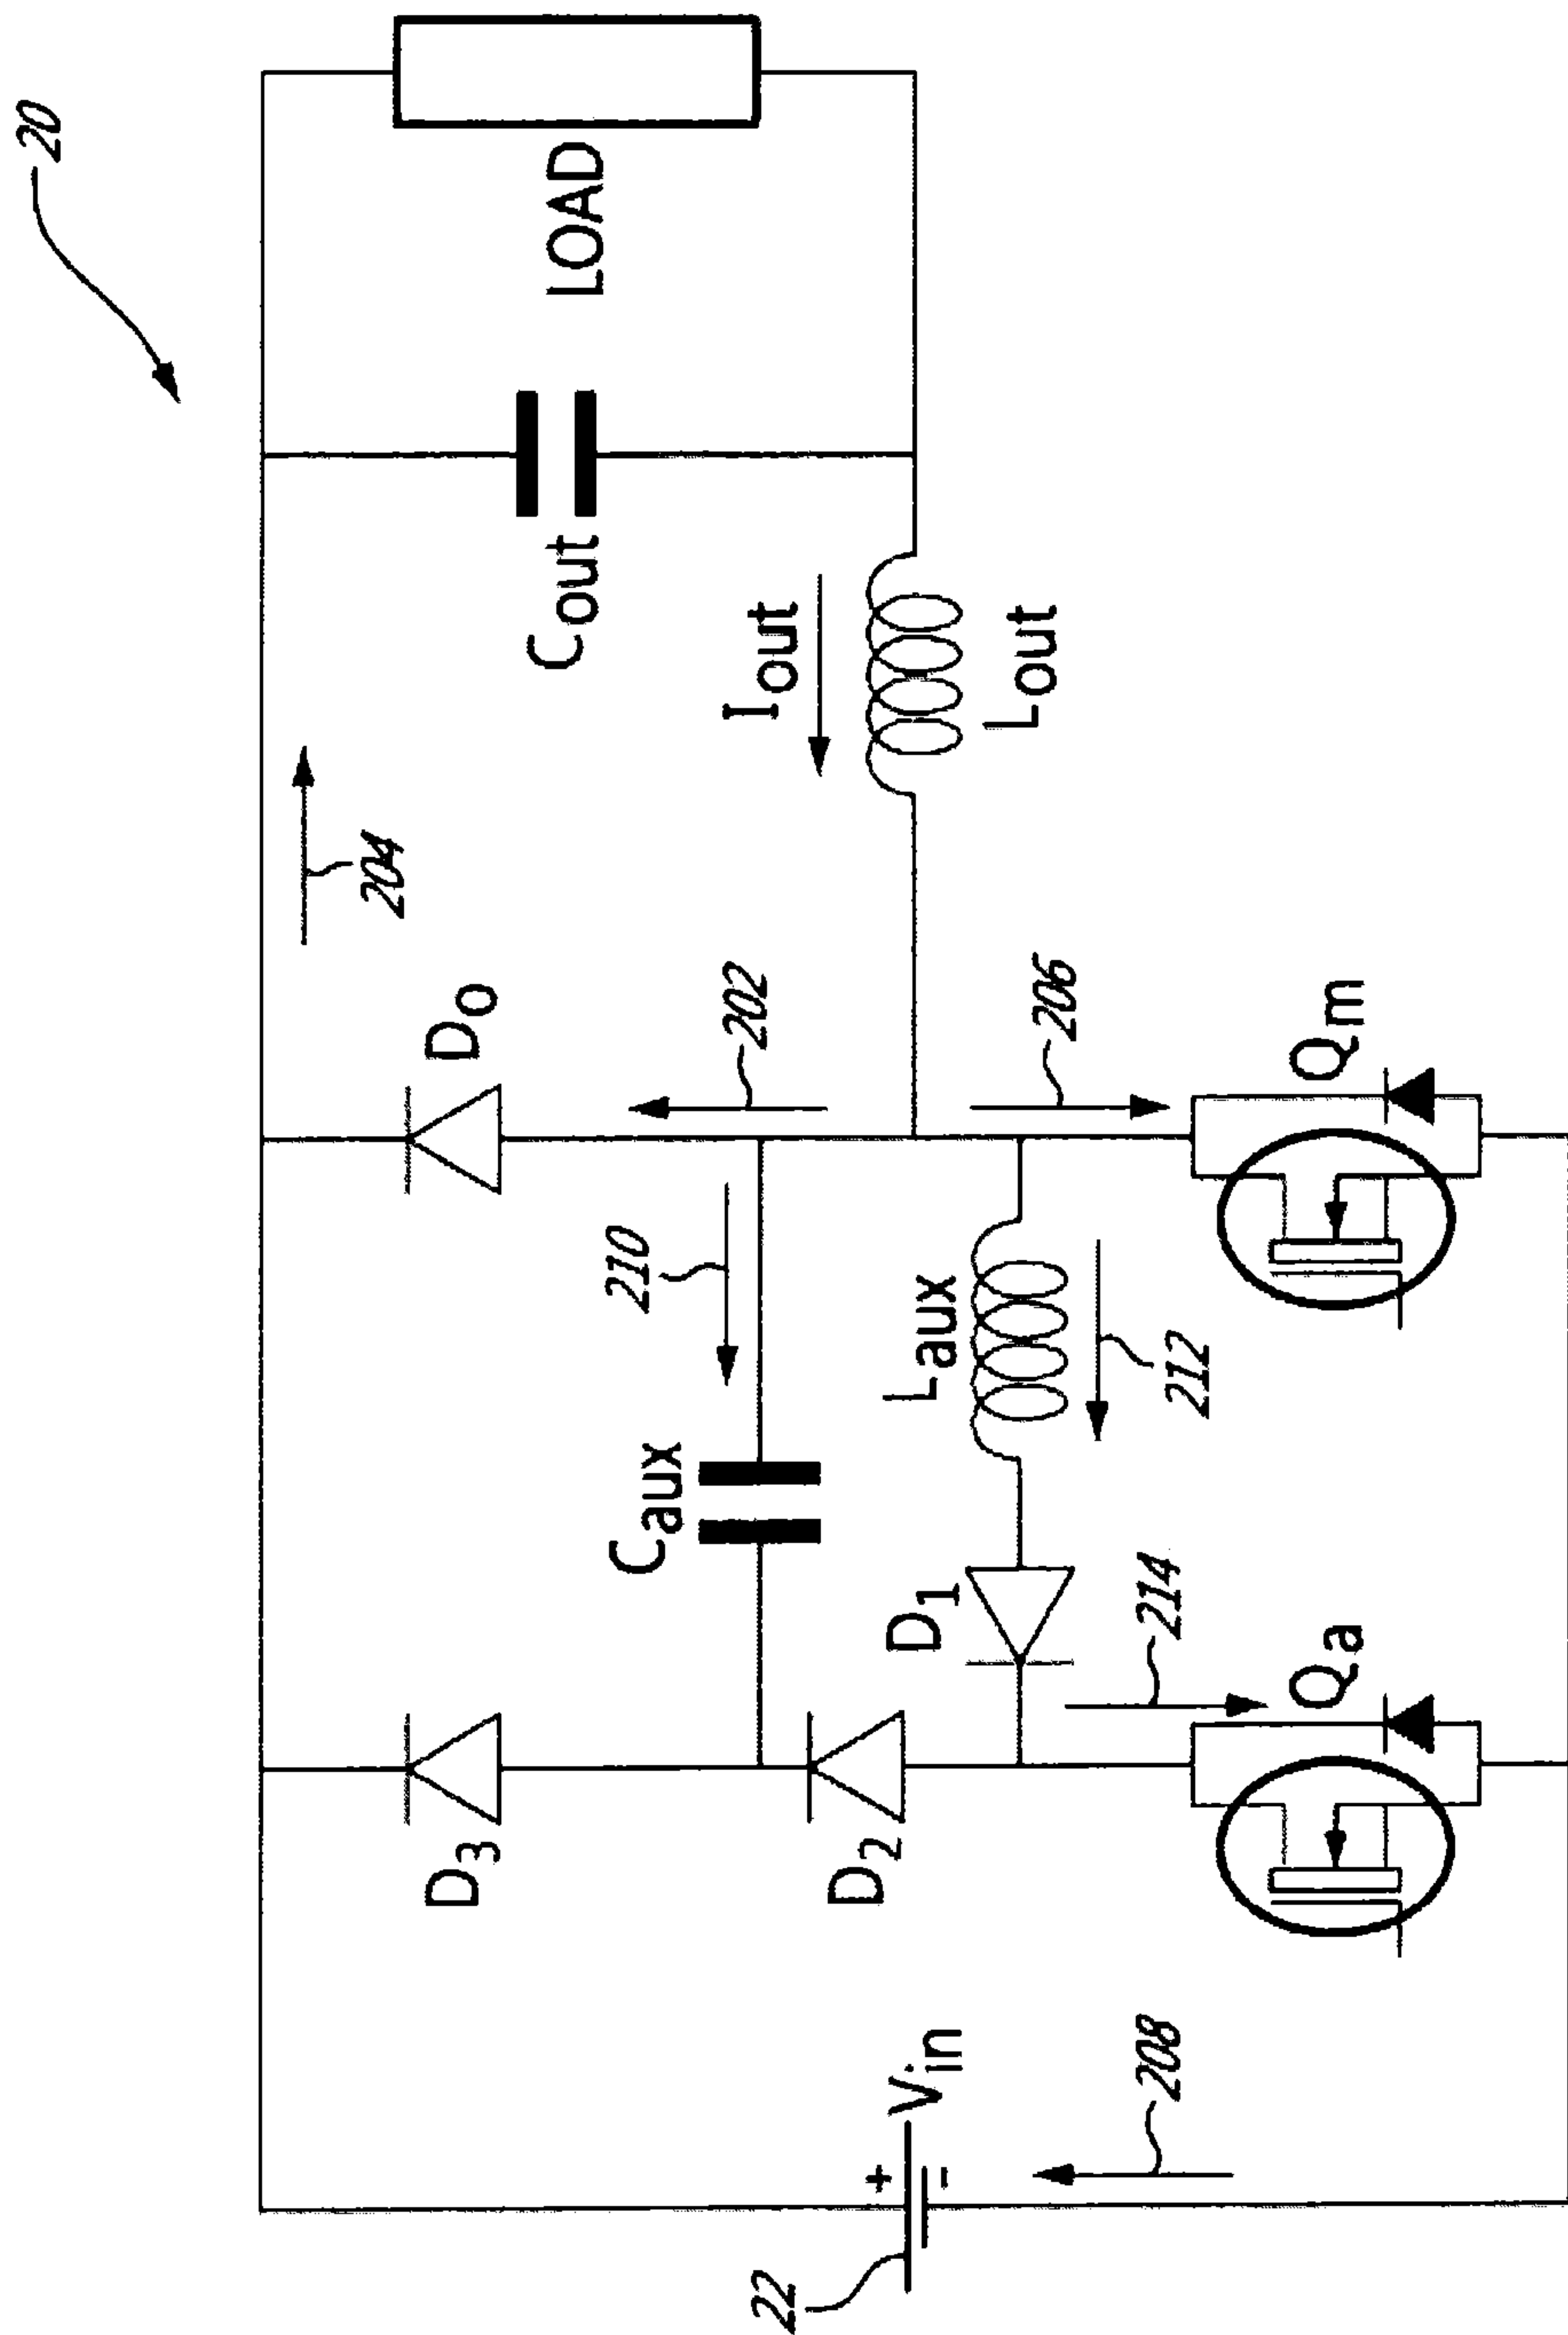 20
LOAD
Cout
Iout
Lout
204
Do
202
206
Qm
210
Laux
212
Caux
D1
214
Qa
D3
D2
Vin
+
-
208
22